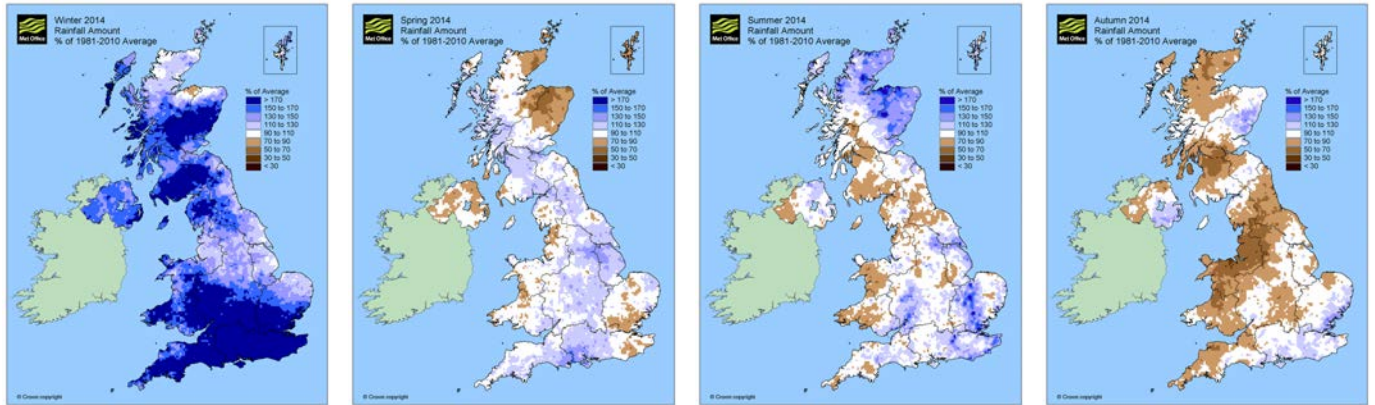 Met Office
Winter 2014
Rainfall Amount
% of 1981-2010 Average
% of Average
> 170
150 to 170
130 to 150
110 to 130
90 to 110
70 to 90
50 to 70
30 to 50
< 30
© Crown copyright
Met Office
Spring 2014
Rainfall Amount
% of 1981-2010 Average
% of Average
> 170
150 to 170
130 to 150
110 to 130
90 to 110
70 to 90
50 to 70
30 to 50
< 30
© Crown copyright
Met Office
Summer 2014
Rainfall Amount
% of 1981-2010 Average
% of Average
> 170
150 to 170
130 to 150
110 to 130
90 to 110
70 to 90
50 to 70
30 to 50
< 30
© Crown copyright
Met Office
Autumn 2014
Rainfall Amount
% of 1981-2010 Average
% of Average
> 170
150 to 170
130 to 150
110 to 130
90 to 110
70 to 90
50 to 70
30 to 50
< 30
© Crown copyright